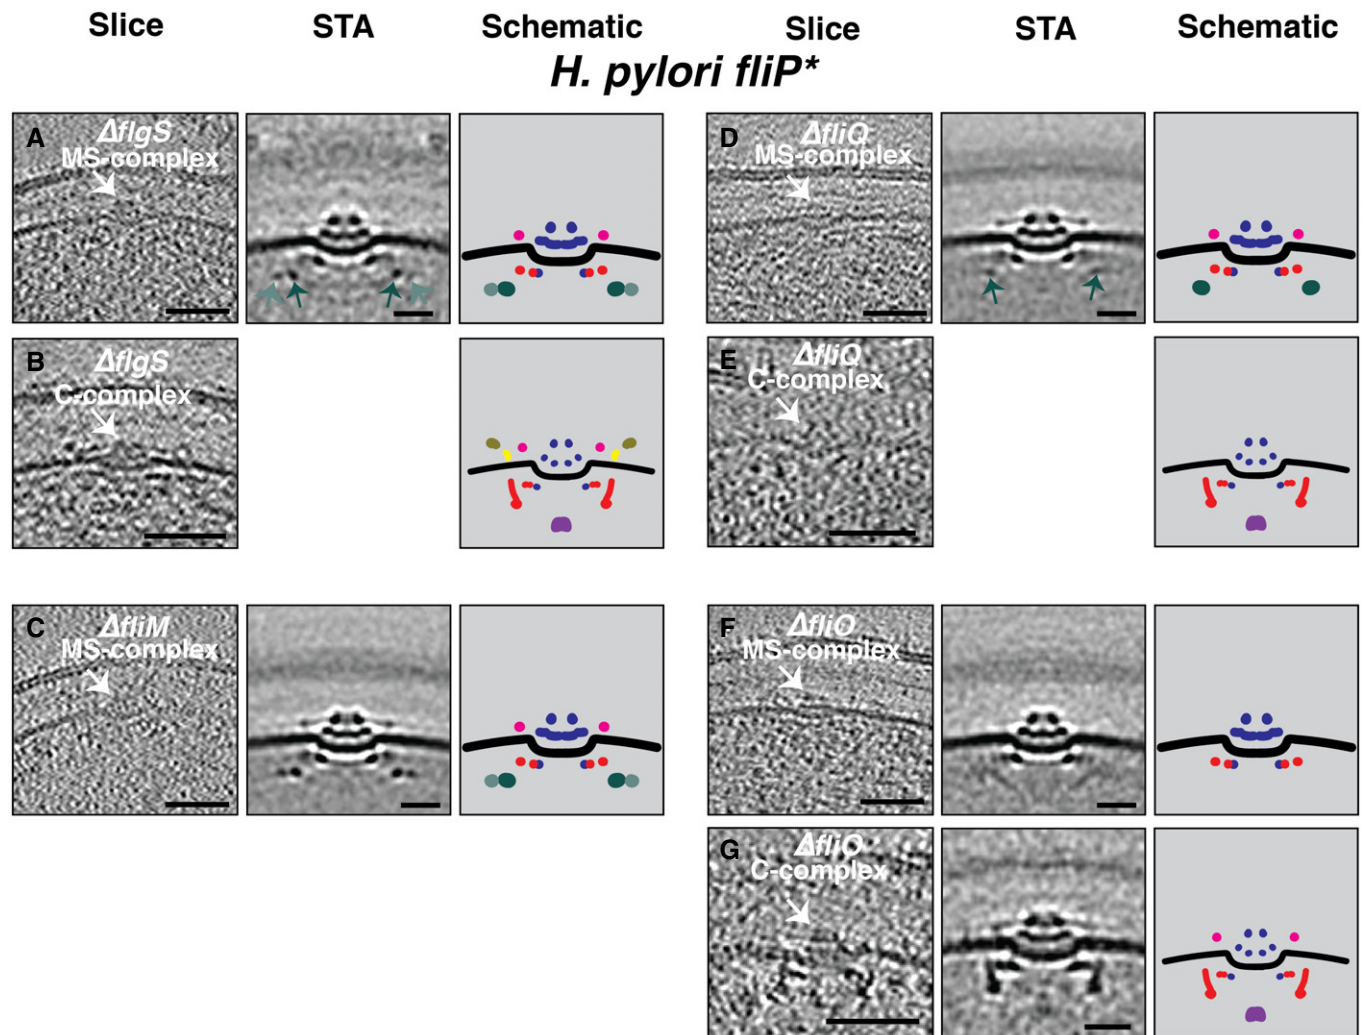 Slice STA Schematic Slice STA Schematic
H. pylori fliP*
A ΔflgS
MS-complex
D ΔfliQ
MS-complex
B ΔflgS
C-complex
E ΔfliQ
C-complex
C ΔfliM
MS-complex
F ΔfliO
MS-complex
G ΔfliO
C-complex